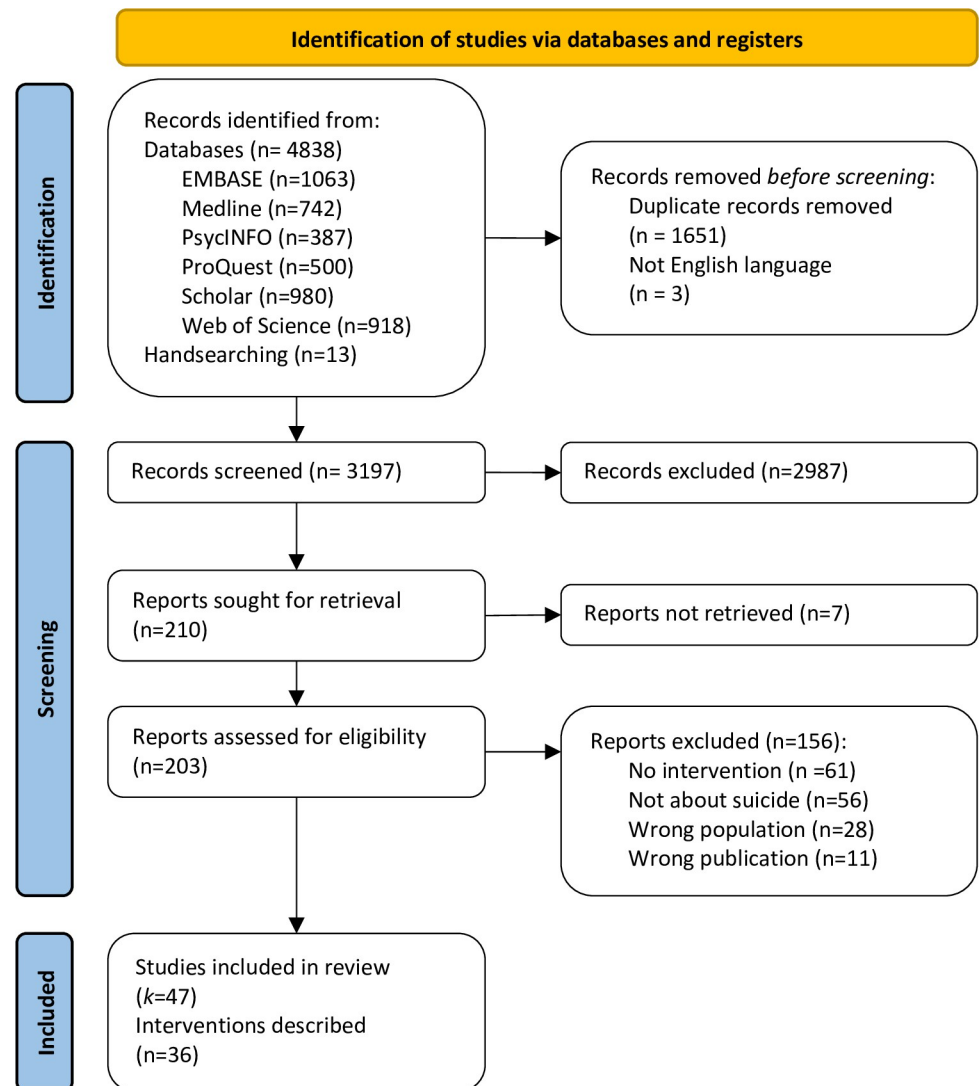 Identification of studies via databases and registers
Identification
Records identified from:
Databases (n= 4838)
EMBASE (n=1063)
Medline (n=742)
PsycINFO (n=387)
ProQuest (n=500)
Scholar (n=980)
Web of Science (n=918)
Handsearching (n=13)
Records removed before screening:
Duplicate records removed
(n = 1651)
Not English language
(n = 3)
Screening
Records screened (n= 3197)
Records excluded (n=2987)
Reports sought for retrieval
(n=210)
Reports not retrieved (n=7)
Reports assessed for eligibility
(n=203)
Reports excluded (n=156):
No intervention (n =61)
Not about suicide (n=56)
Wrong population (n=28)
Wrong publication (n=11)
Included
Studies included in review
(k=47)
Interventions described
(n=36)